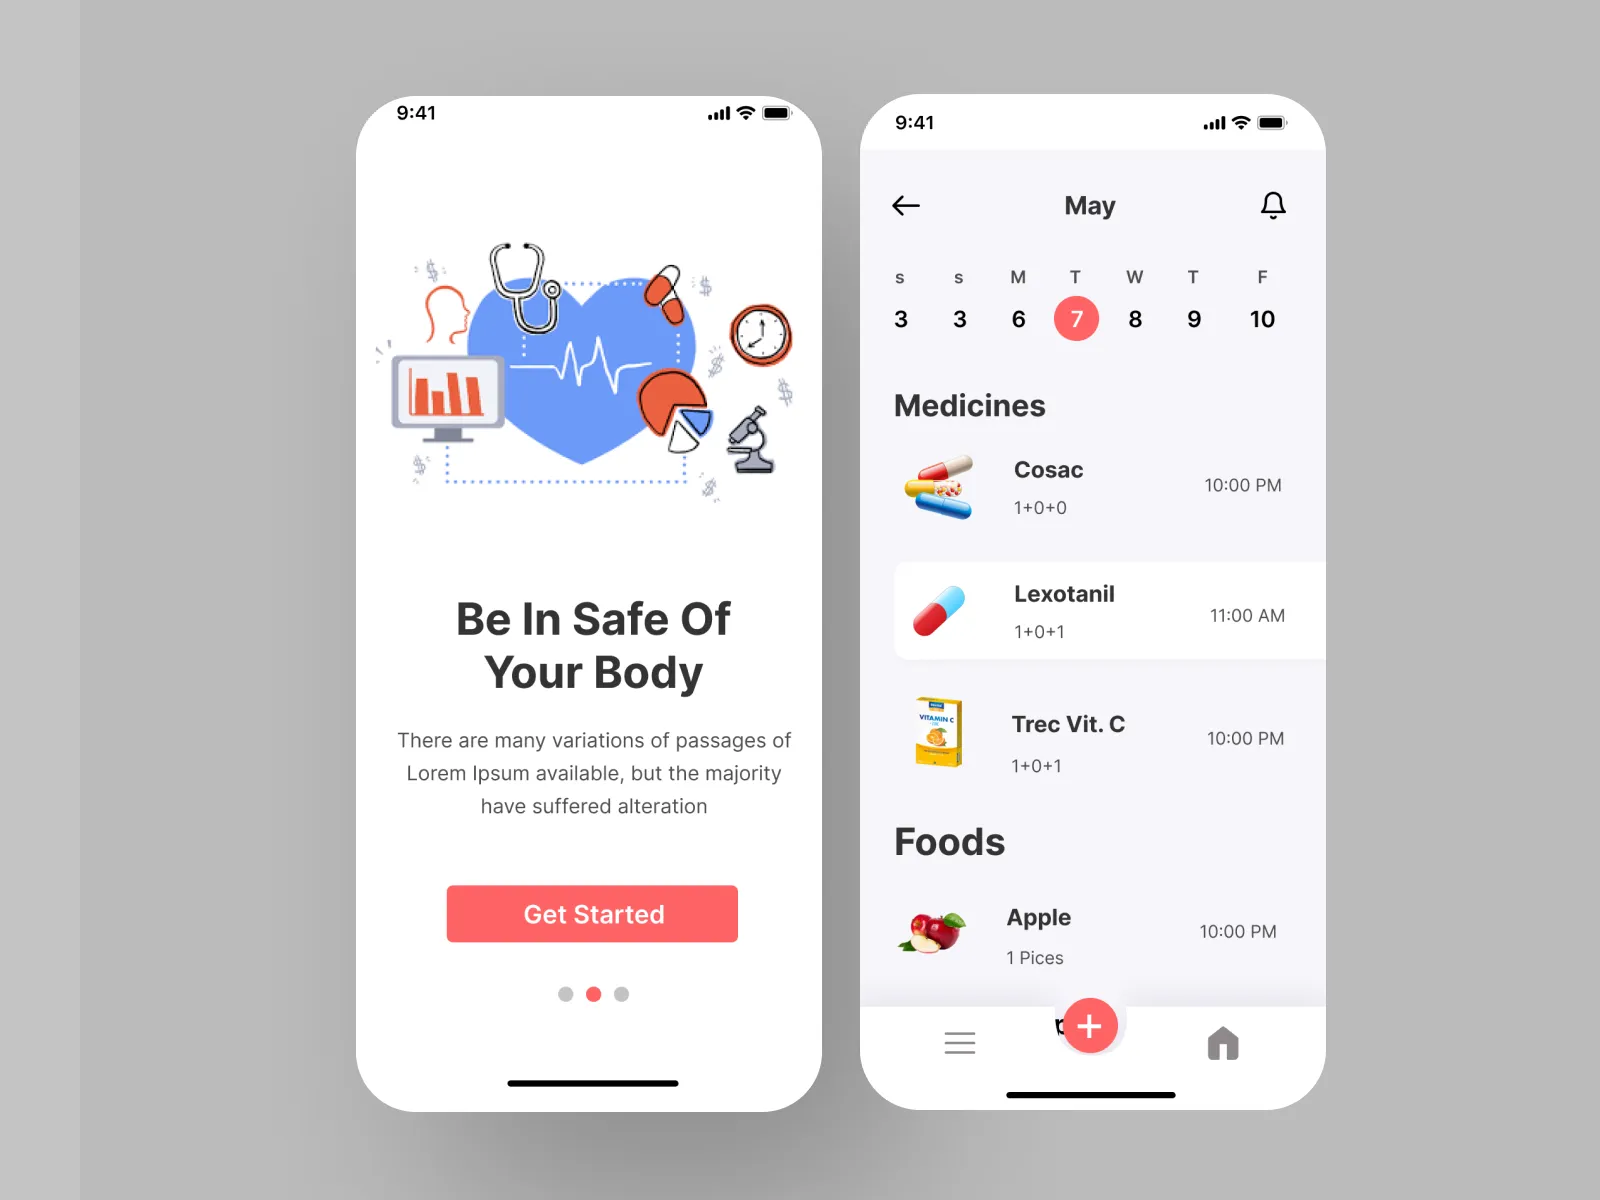 9:41
Be In Safe Of
Your Body
There are many variations of passages of
Lorem Ipsum available, but the majority
have suffered alteration
Get Started
9:41
May
s s M T W T F
3 3 6 7 8 9 10
Medicines
Cosac
1+0+0
10:00 PM
Lexotanil
1+0+1
11:00 AM
VITAMIN C
Trec Vit. C
1+0+1
10:00 PM
Foods
Apple
1 Pices
10:00 PM